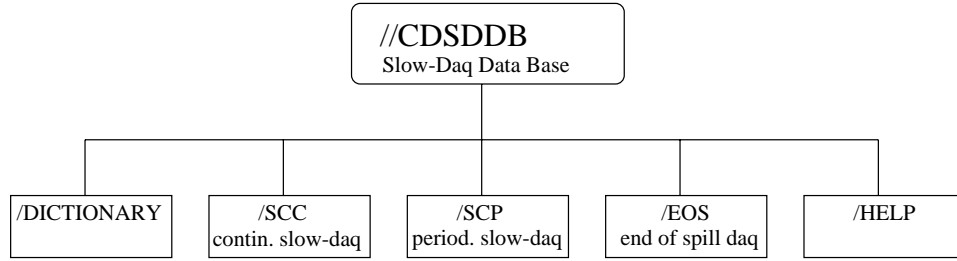 //CDSDDB
Slow-Daq Data Base
/DICTIONARY
/SCC
contin. slow-daq
/SCP
period. slow-daq
/EOS
end of spill daq
/HELP